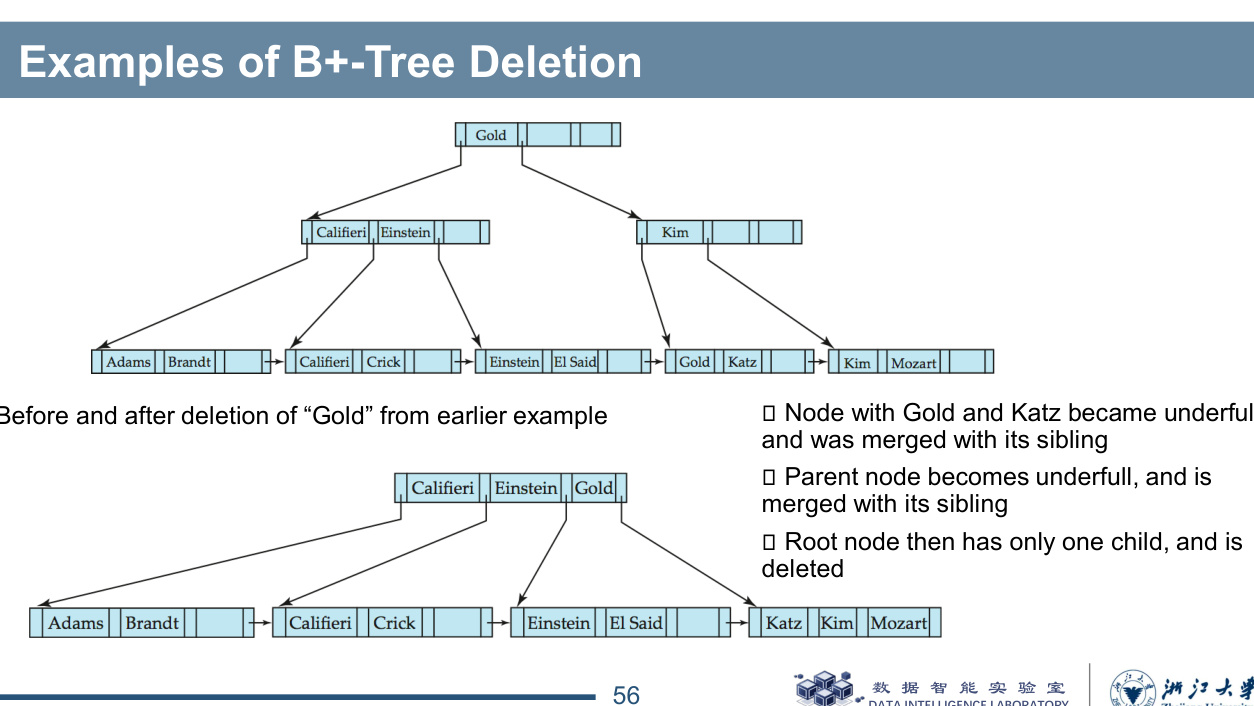 Examples of B+-Tree Deletion
Gold
Califieri Einstein
Kim
Adams Brandt
Califieri Crick
Einstein El Said
Gold Katz
Kim Mozart
Before and after deletion of “Gold” from earlier example
Node with Gold and Katz became underful
and was merged with its sibling
Parent node becomes underfull, and is
merged with its sibling
Root node then has only one child, and is
deleted
Califieri Einstein Gold
Adams Brandt
Califieri Crick
Einstein El Said
Katz Kim Mozart
56
数据智能实验室
DATA INTELLIGENCE LABORATORY
浙江大学